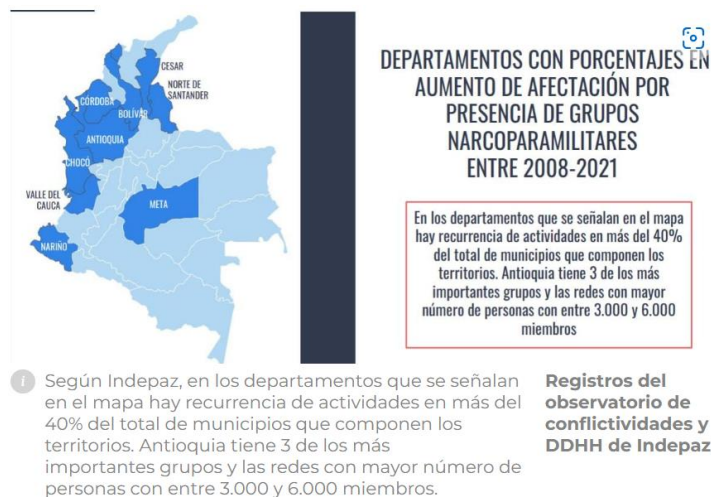 CESAR
NORTE DE
SANTANDER
CÓRDOBA
BOLÍVAR
ANTIOQUIA
CHOCÓ
VALLE DEL
CAUCA
META
NARIÑO
DEPARTAMENTOS CON PORCENTAJES EN
AUMENTO DE AFECTACIÓN POR
PRESENCIA DE GRUPOS
NARCOPARAMILITARES
ENTRE 2008-2021
En los departamentos que se señalan en el mapa
hay recurrencia de actividades en más del 40%
del total de municipios que componen los
territorios. Antioquia tiene 3 de los más
importantes grupos y las redes con mayor
número de personas con entre 3.000 y 6.000
miembros
i
Según Indepaz, en los departamentos que se señalan
en el mapa hay recurrencia de actividades en más del
40% del total de municipios que componen los
territorios. Antioquia tiene 3 de los más
importantes grupos y las redes con mayor número de
personas con entre 3.000 y 6.000 miembros.
Registros del
observatorio de
conflictividades y
DDHH de Indepaz